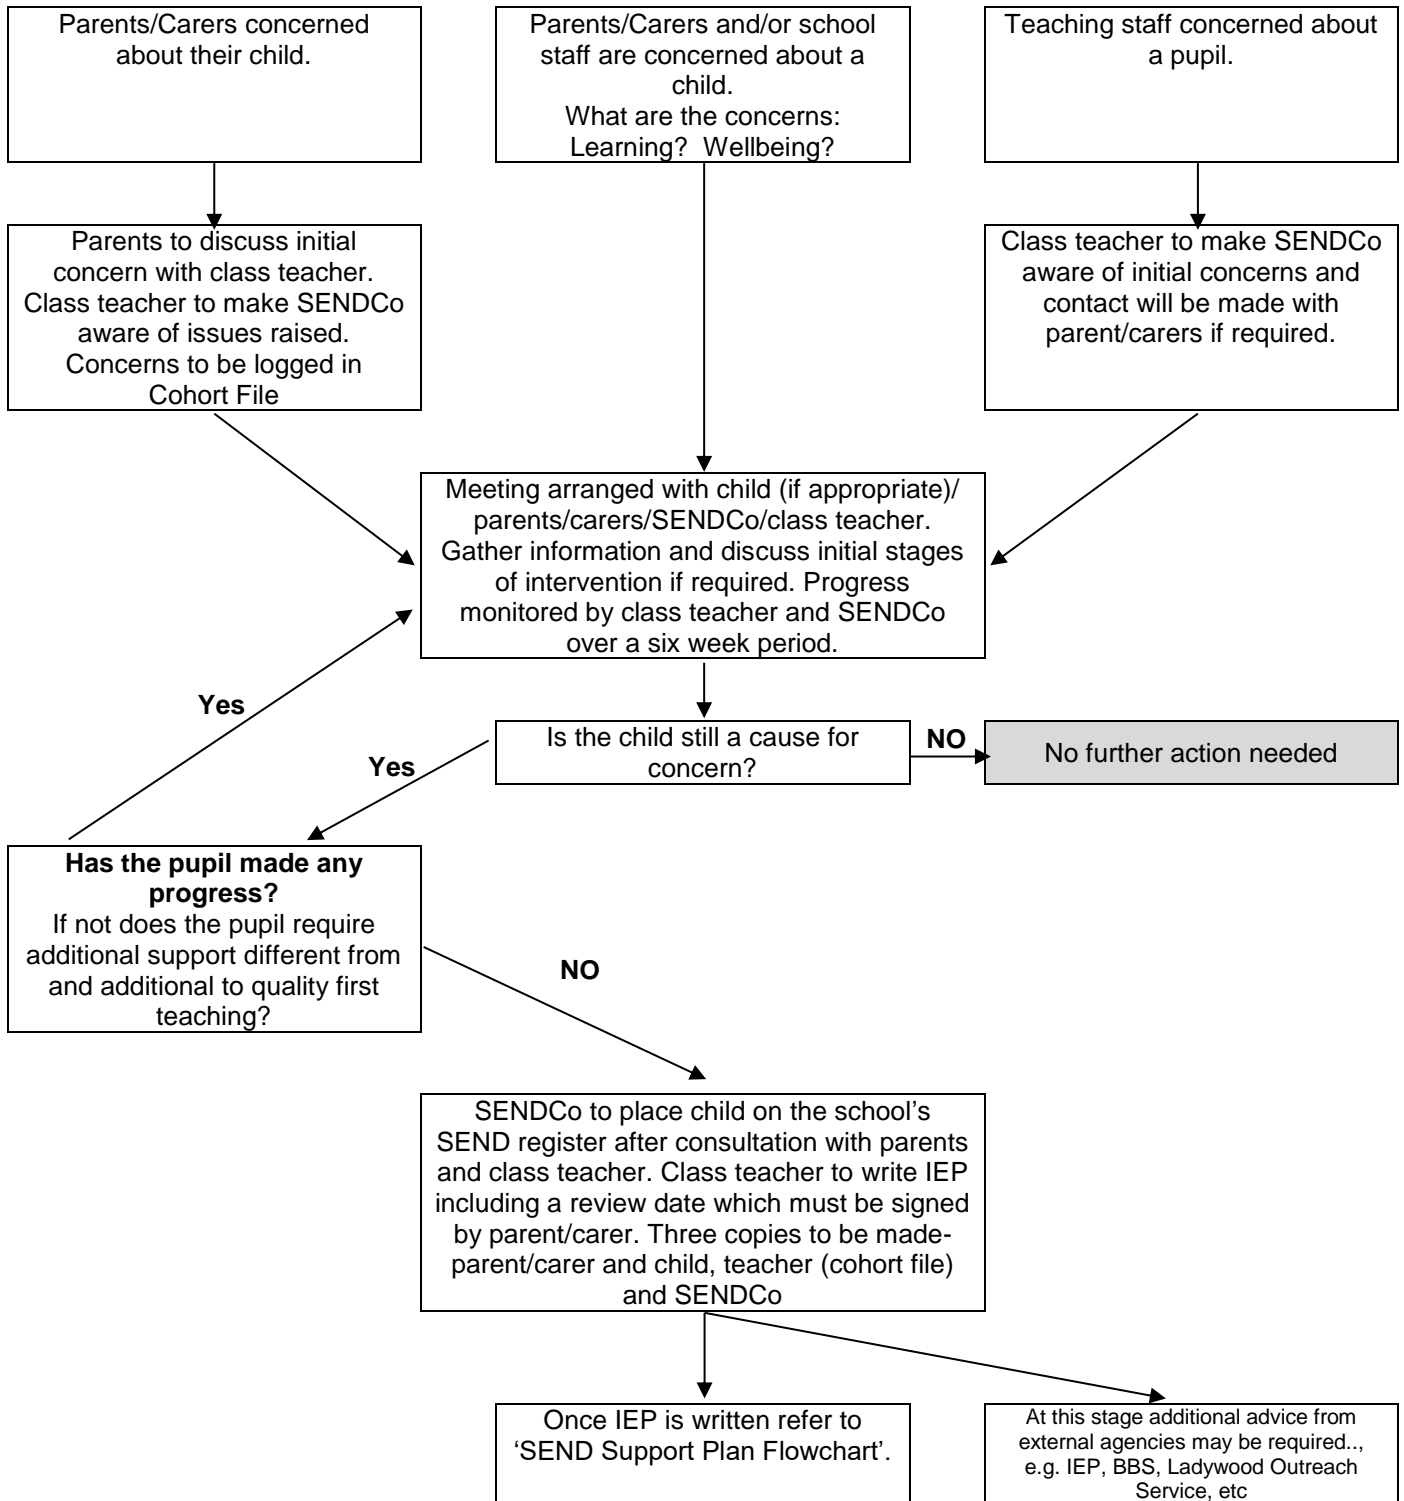 Parents/Carers concerned
about their child.
Parents/Carers and/or school
staff are concerned about a
child.
What are the concerns:
Learning?  Wellbeing?
Teaching staff concerned about
a pupil.
Parents to discuss initial
concern with class teacher.
Class teacher to make SENDCo
aware of issues raised.
Concerns to be logged in
Cohort File
Class teacher to make SENDCo
aware of initial concerns and
contact will be made with
parent/carers if required.
Meeting arranged with child (if appropriate)/
parents/carers/SENDCo/class teacher.
Gather information and discuss initial stages
of intervention if required. Progress
monitored by class teacher and SENDCo
over a six week period.
Yes
Is the child still a cause for
concern?
NO
No further action needed
Yes
Has the pupil made any
progress?
If not does the pupil require
additional support different from
and additional to quality first
teaching?
NO
SENDCo to place child on the school's
SEND register after consultation with parents
and class teacher. Class teacher to write IEP
including a review date which must be signed
by parent/carer. Three copies to be made-
parent/carer and child, teacher (cohort file)
and SENDCo
Once IEP is written refer to
‘SEND Support Plan Flowchart’.
At this stage additional advice from
external agencies may be required..,
e.g. IEP, BBS, Ladywood Outreach
Service, etc